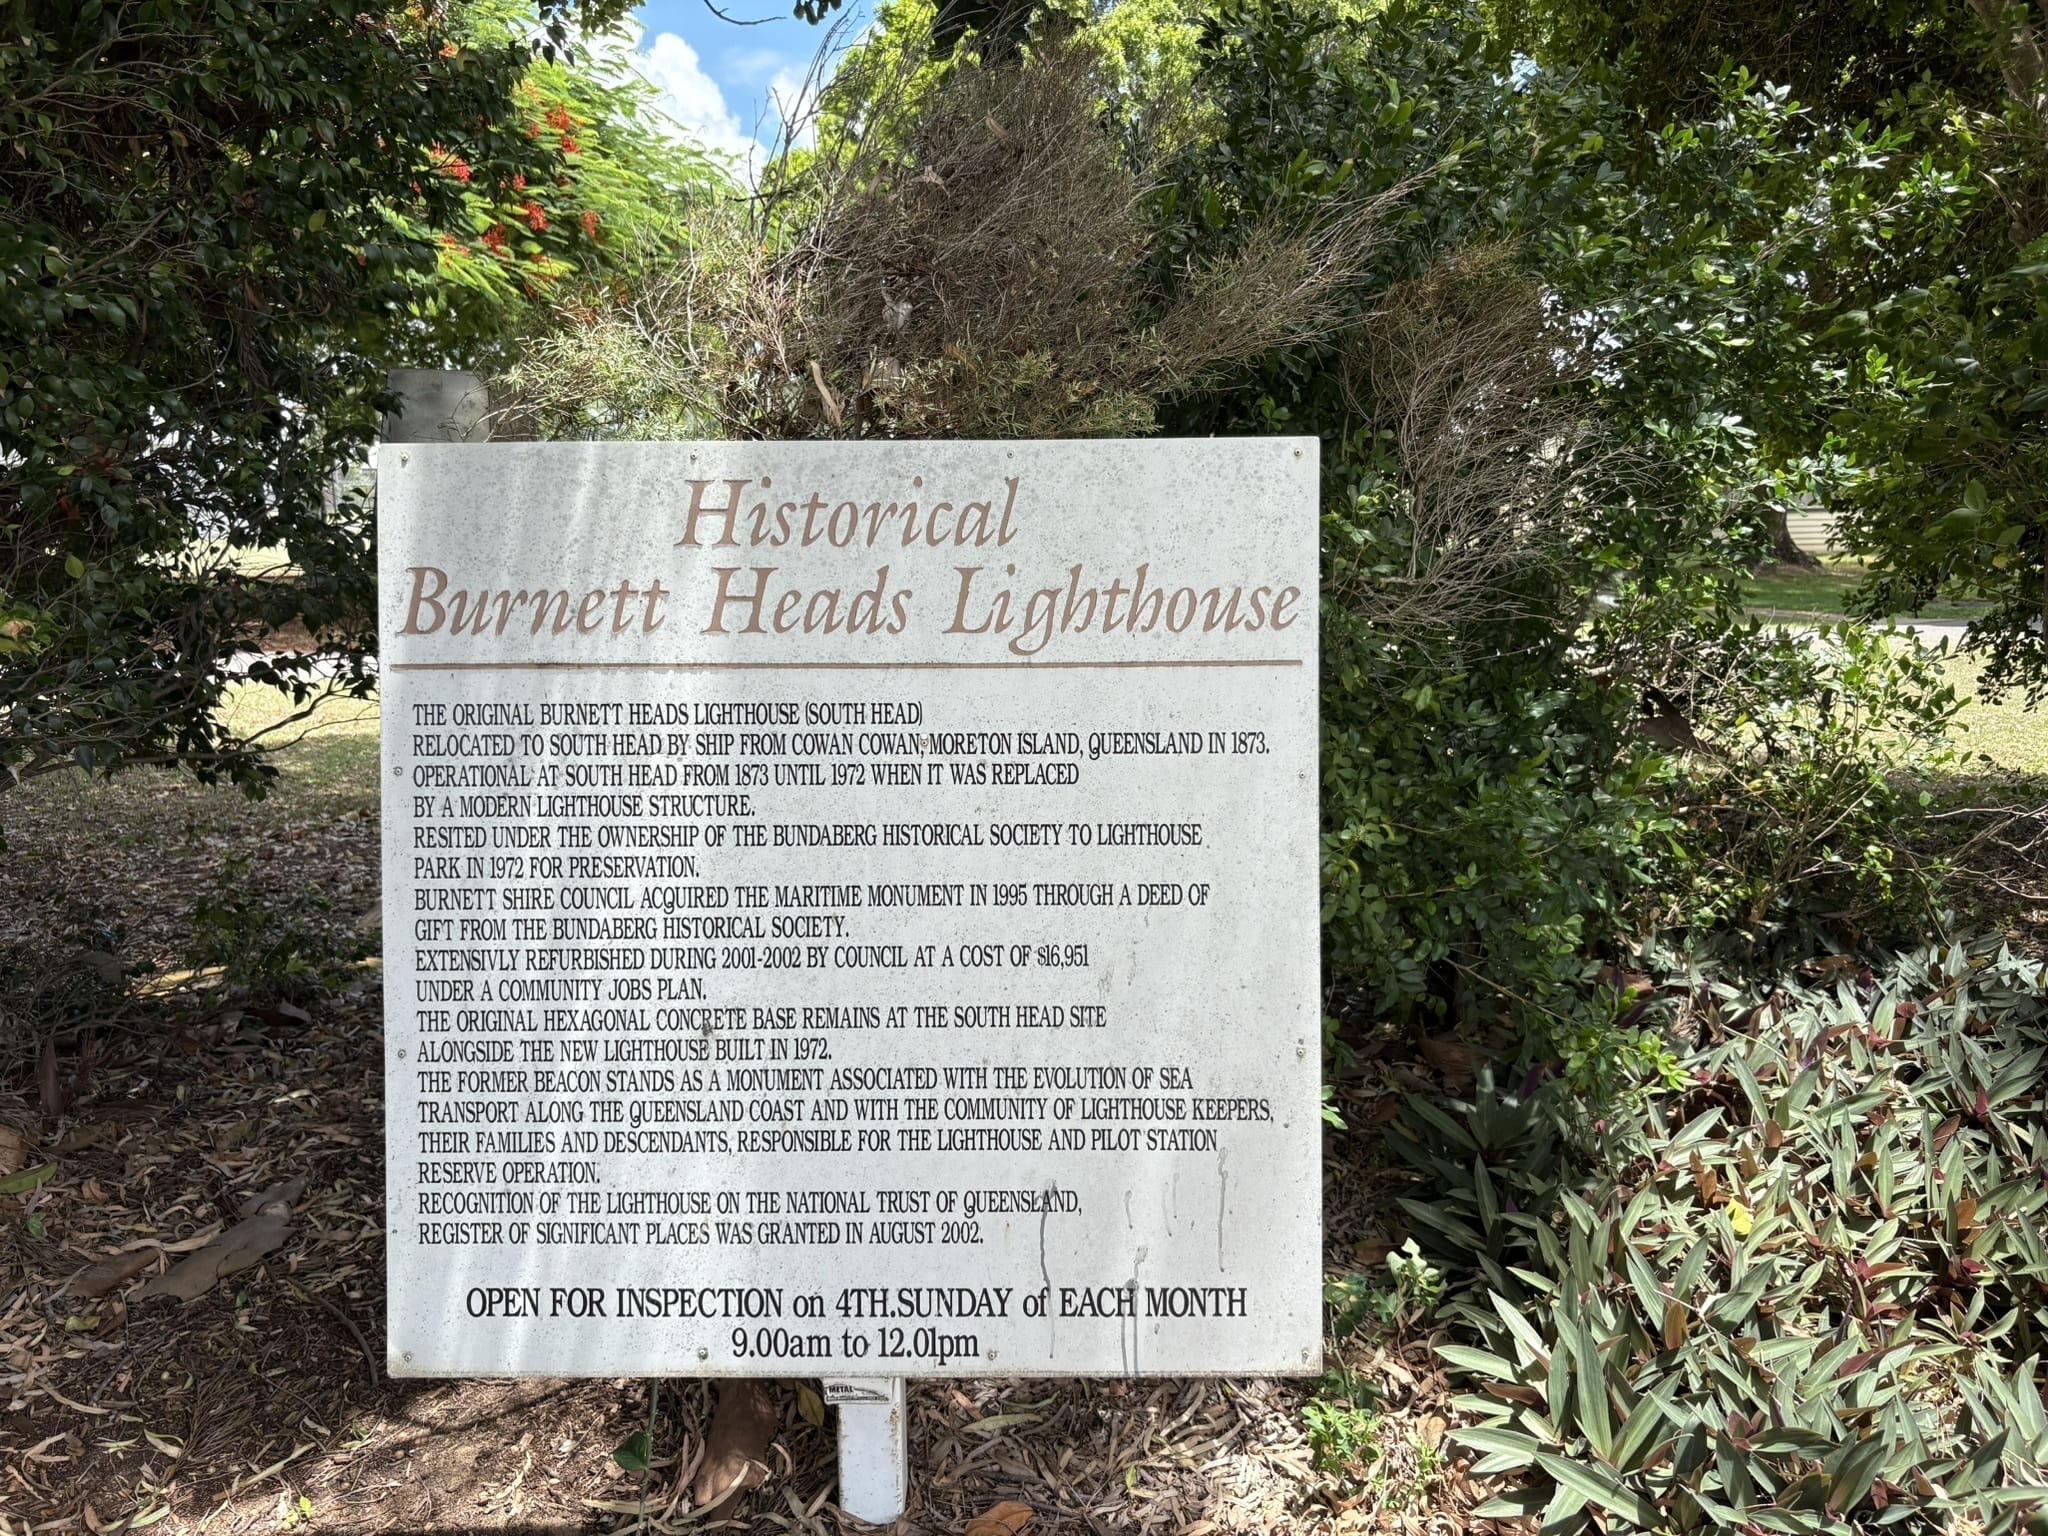 Historical
Burnett Heads Lighthouse
THE ORIGINAL BURNETT HEADS LIGHTHOUSE (SOUTH HEAD)
RELOCATED TO SOUTH HEAD BY SHIP FROM COWAN COWAN, MORETON ISLAND, QUEENSLAND IN 1873.
OPERATIONAL AT SOUTH HEAD FROM 1873 UNTIL 1972 WHEN IT WAS REPLACED
BY A MODERN LIGHTHOUSE STRUCTURE.
RESITED UNDER THE OWNERSHIP OF THE BUNDABERG HISTORICAL SOCIETY TO LIGHTHOUSE
PARK IN 1972 FOR PRESERVATION.
BURNETT SHIRE COUNCIL ACQUIRED THE MARITIME MONUMENT IN 1995 THROUGH A DEED OF
GIFT FROM THE BUNDABERG HISTORICAL SOCIETY.
EXTENSIVLY REFURBISHED DURING 2001-2002 BY COUNCIL AT A COST OF $16,951
UNDER A COMMUNITY JOBS PLAN.
THE ORIGINAL HEXAGONAL CONCRETE BASE REMAINS AT THE SOUTH HEAD SITE
ALONGSIDE THE NEW LIGHTHOUSE BUILT IN 1972.
THE FORMER BEACON STANDS AS A MONUMENT ASSOCIATED WITH THE EVOLUTION OF SEA
TRANSPORT ALONG THE QUEENSLAND COAST AND WITH THE COMMUNITY OF LIGHTHOUSE KEEPERS,
THEIR FAMILIES AND DESCENDANTS, RESPONSIBLE FOR THE LIGHTHOUSE AND PILOT STATION
RESERVE OPERATION.
RECOGNITION OF THE LIGHTHOUSE ON THE NATIONAL TRUST OF QUEENSLAND,
REGISTER OF SIGNIFICANT PLACES WAS GRANTED IN AUGUST 2002.
OPEN FOR INSPECTION on 4TH.SUNDAY of EACH MONTH
9.00am to 12.01pm
METAL